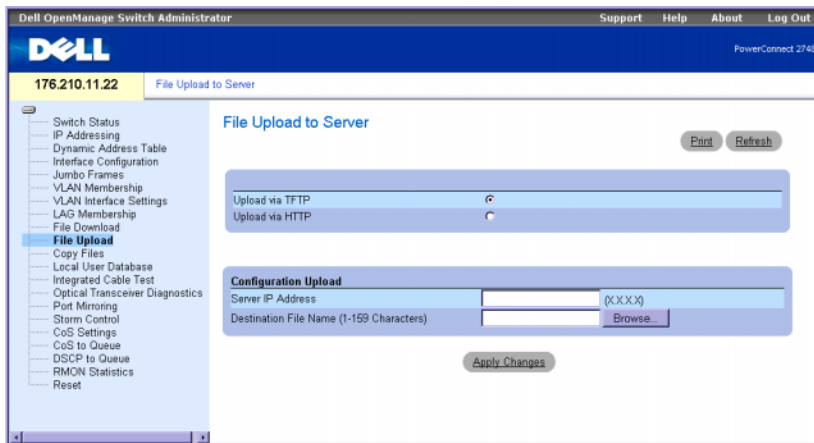 Dell OpenManage Switch Administrator Support Help About Log Out
DELL
PowerConnect 2748
176.210.11.22 File Upload to Server
Switch Status
IP Addressing
Dynamic Address Table
Interface Configuration
Jumbo Frames
VLAN Membership
VLAN Interface Settings
LAG Membership
File Download
File Upload
Copy Files
Local User Database
Integrated Cable Test
Optical Transceiver Diagnostics
Port Mirroring
Storm Control
CoS Settings
CoS to Queue
DSCP to Queue
RMON Statistics
Reset
File Upload to Server
Print Refresh
Upload via TFTP
Upload via HTTP
Configuration Upload
Server IP Address (X.X.X.X)
Destination File Name (1-159 Characters) Browse...
Apply Changes